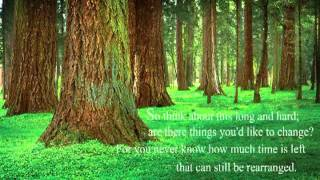 So think about this long and hard;
are there things you'd like to change?
For you never know how much time is left
that can still be rearranged.